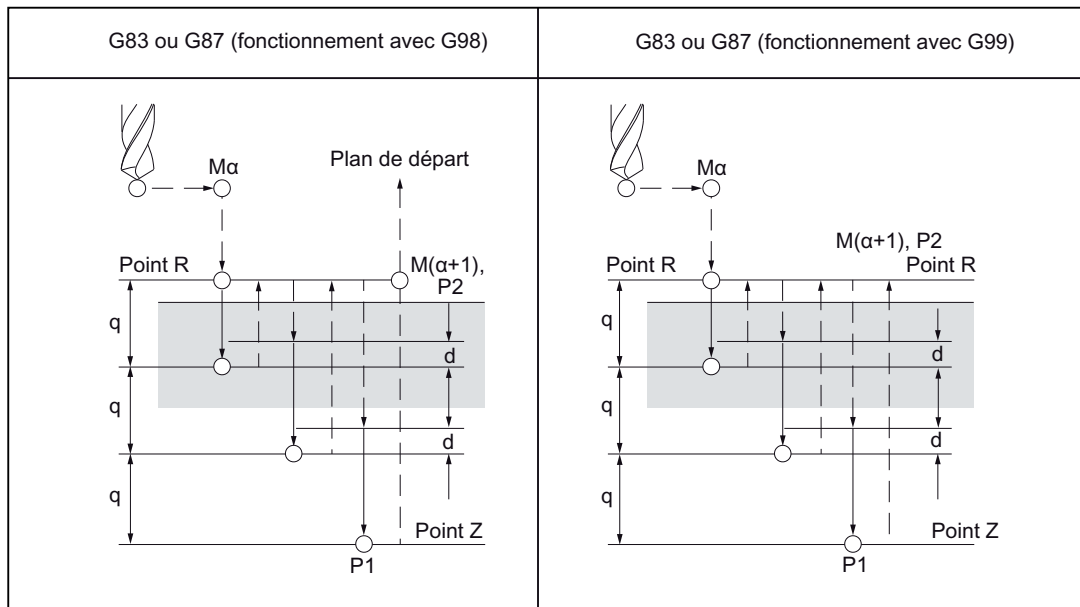 G83 ou G87 (fonctionnement avec G98)
G83 ou G87 (fonctionnement avec G99)
Mα
Plan de départ
Point R
M(α+1),
P2
q
d
q
d
q
Point Z
P1
Mα
M(α+1), P2
Point R
Point R
q
d
q
d
q
Point Z
P1